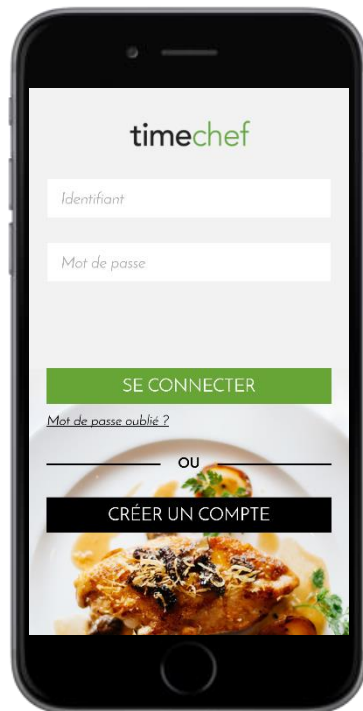 timechef
Identifiant
Mot de passe
SE CONNECTER
Mot de passe oublié ?
OU
CRÉER UN COMPTE